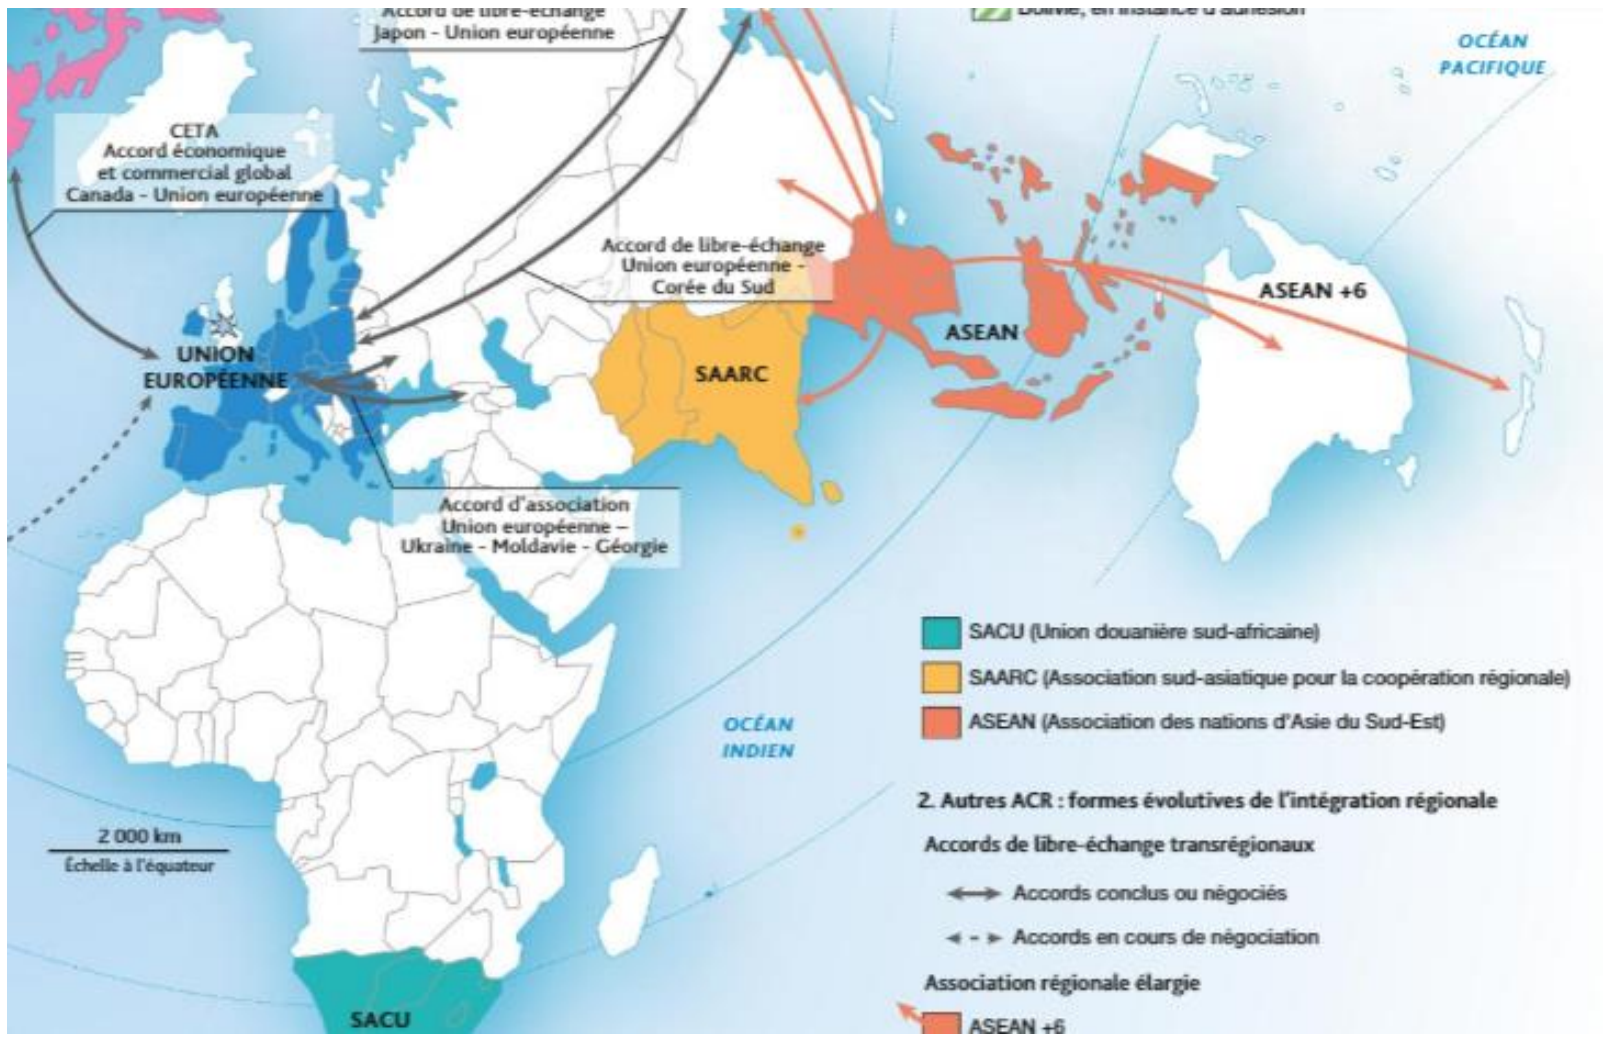 Accord de libre-échange
Japon - Union européenne
Bolivie, en instance d'adhésion
OCÉAN
PACIFIQUE
CETA
Accord économique
et commercial global
Canada - Union européenne
Accord de libre-échange
Union européenne -
Corée du Sud
ASEAN +6
ASEAN
UNION
EUROPÉENNE
SAARC
Accord d'association
Union européenne –
Ukraine - Moldavie - Géorgie
SACU (Union douanière sud-africaine)
SAARC (Association sud-asiatique pour la coopération régionale)
ASEAN (Association des nations d'Asie du Sud-Est)
OCÉAN
INDIEN
2. Autres ACR : formes évolutives de l'intégration régionale
Accords de libre-échange transrégionaux
2 000 km
Échelle à l'équateur
Accords conclus ou négociés
Accords en cours de négociation
Association régionale élargie
SACU
ASEAN +6